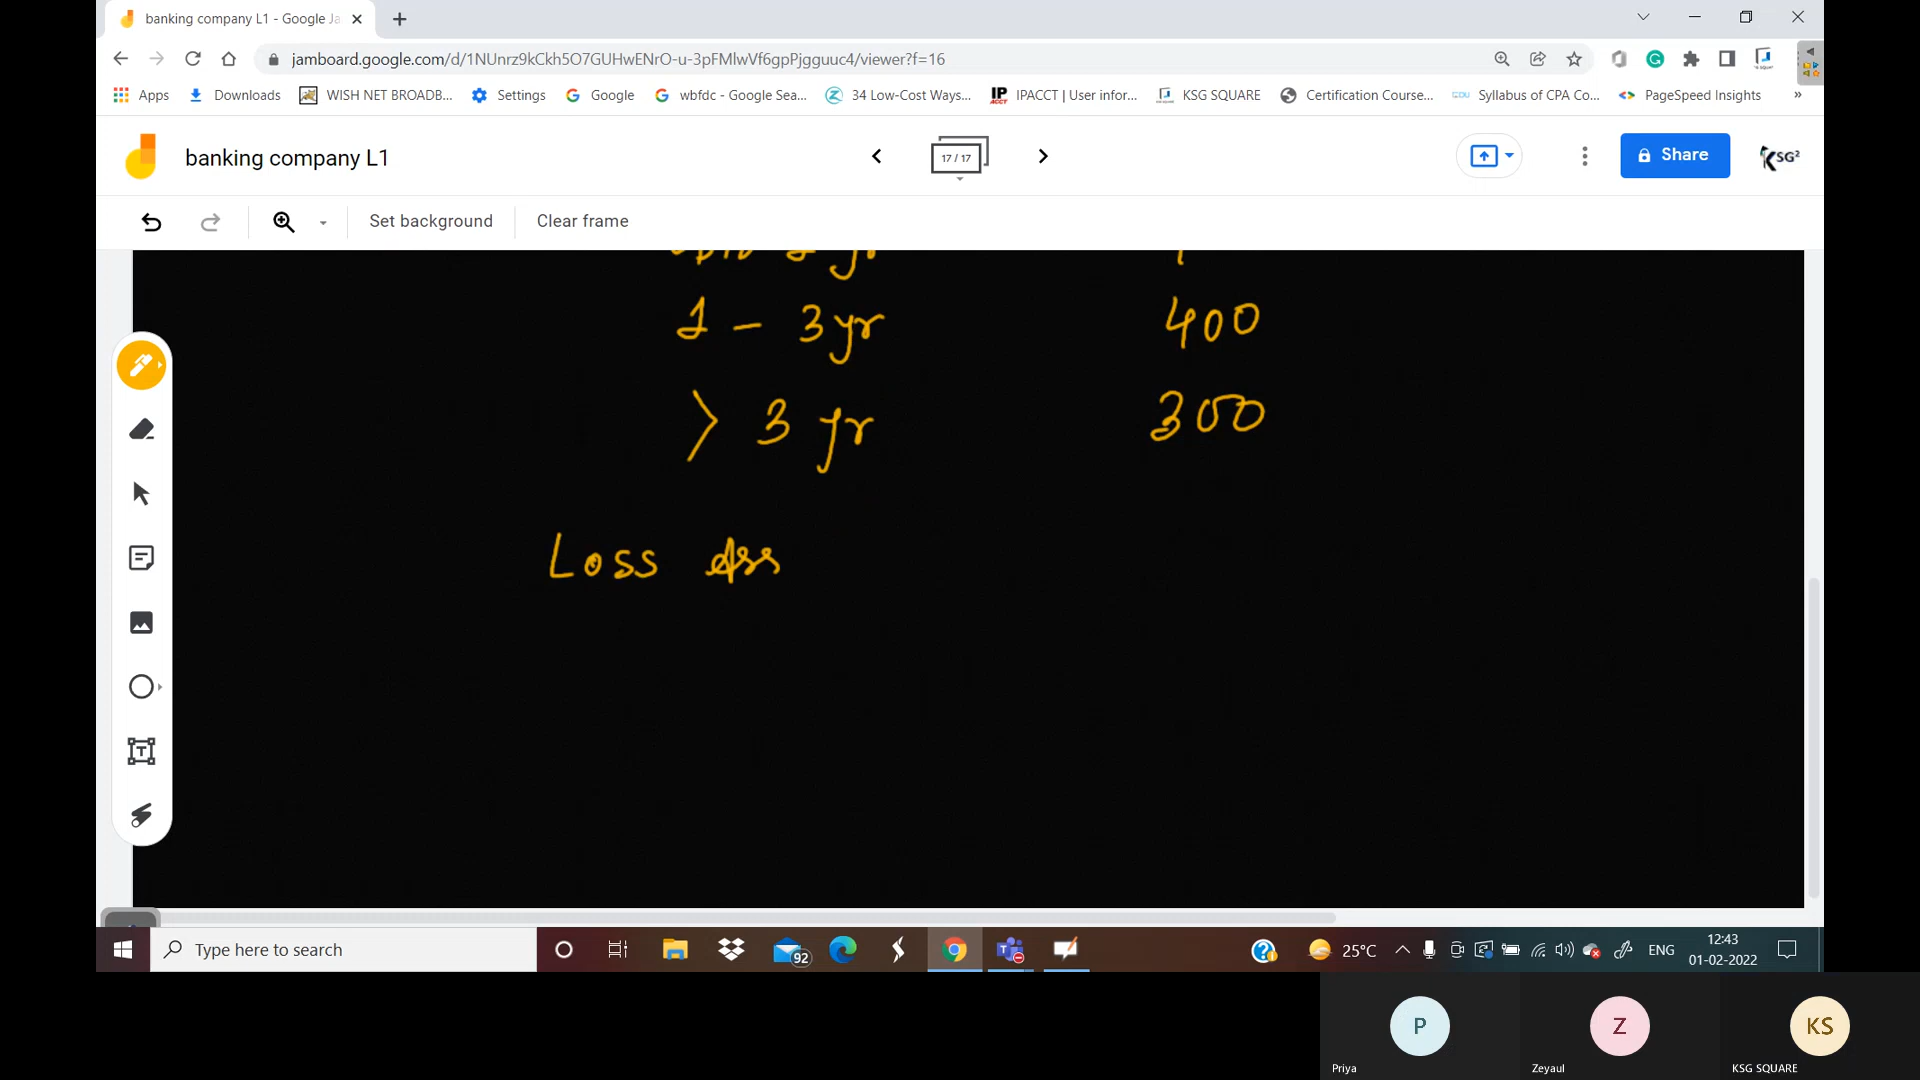 banking company L1 - Google Ja
jamboard.google.com/d/1NUnrz9kCkh5O7GUHwENrO-u-3pFMlwVf6gpPjgguuc4/viewer?f=16
Apps Downloads WISH NET BROADB... Settings Google wbfdc - Google Sea... 34 Low-Cost Ways... IPACCT | User infor... KSG SQUARE Certification Course... Syllabus of CPA Co... PageSpeed Insights »
banking company L1
17 / 17
Share
KSG²
Set background Clear frame
1 - 3 yr 400
> 3 yr 300
Loss Ass
Type here to search
92
25°C
ENG
12:43
01-02-2022
P Z KS
Priya Zeyaul KSG SQUARE